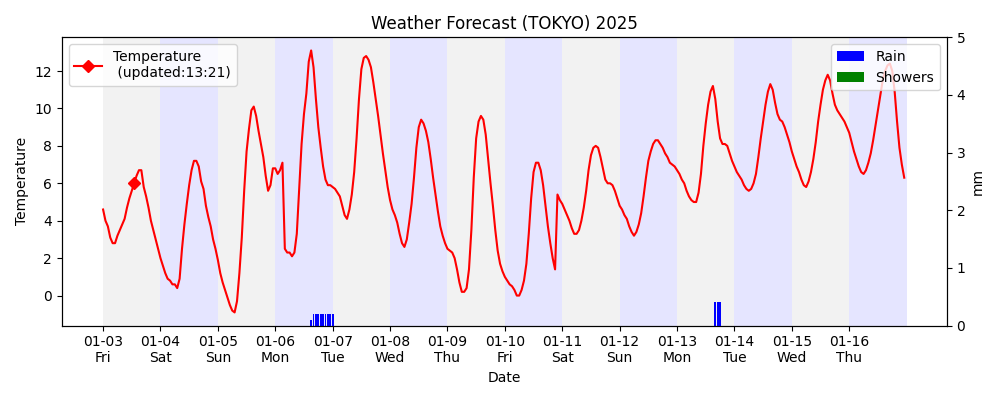 Weather Forecast (TOKYO) 2025
Temperature
(updated:13:21)
Rain
Showers
Temperature
12
10
8
6
4
2
0
5
4
3
2
1
0
mm
01-03 01-04 01-05 01-06 01-07 01-08 01-09 01-10 01-11 01-12 01-13 01-14 01-15 01-16
Fri Sat Sun Mon Tue Wed Thu Fri Sat Sun Mon Tue Wed Thu
Date